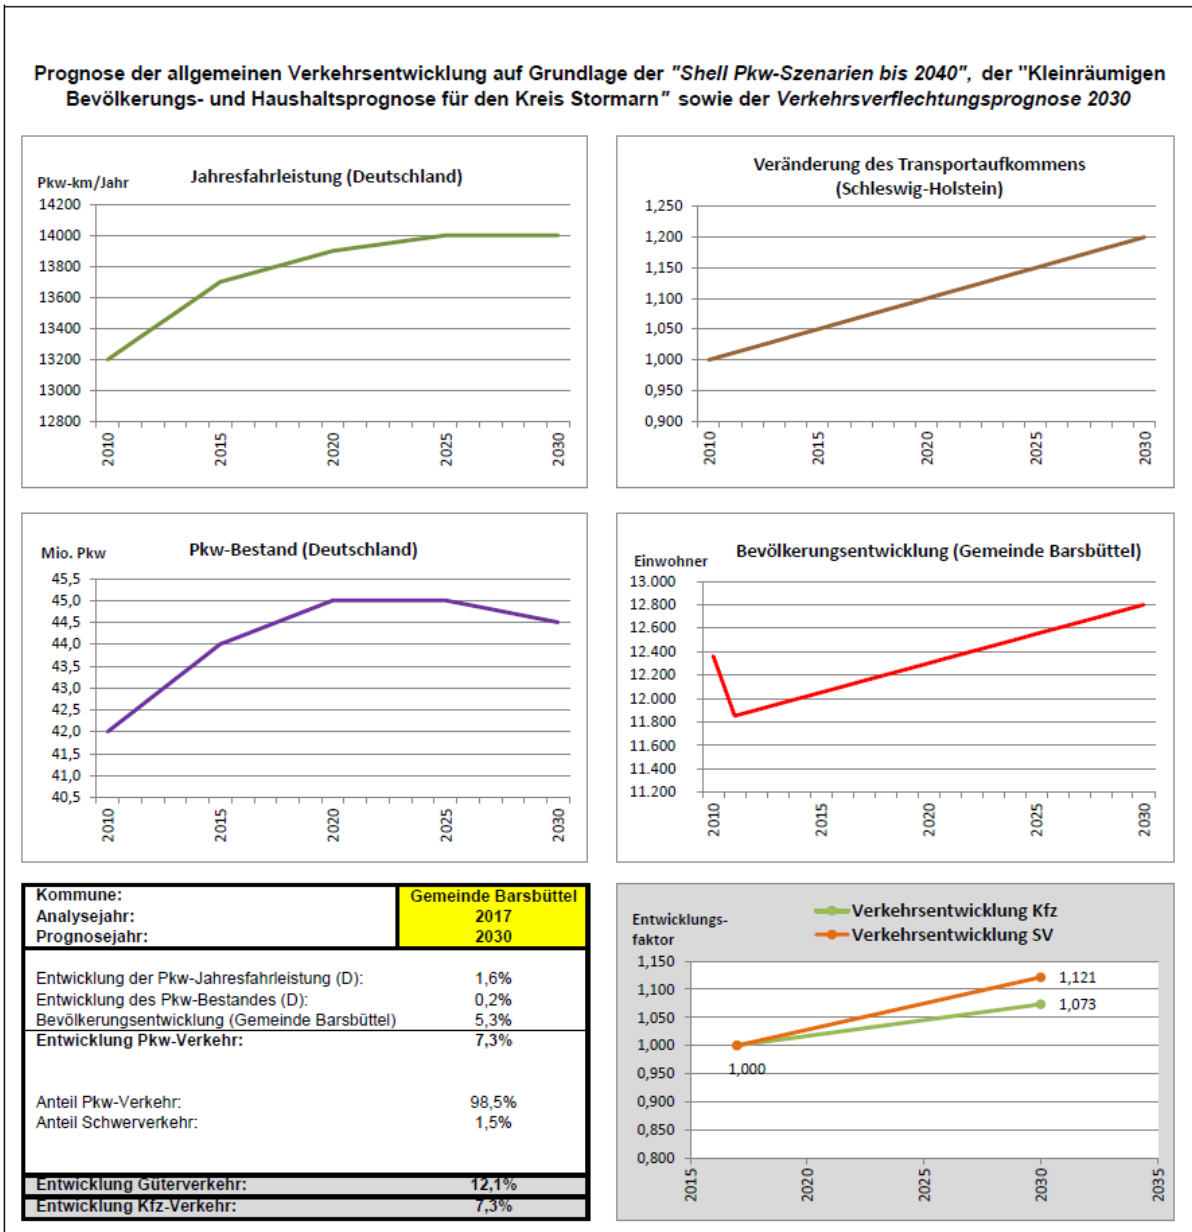 Prognose der allgemeinen Verkehrsentwicklung auf Grundlage der "Shell Pkw-Szenarien bis 2040", der "Kleinräumigen
Bevölkerungs- und Haushaltsprognose für den Kreis Stormarn" sowie der Verkehrsverflechtungsprognose 2030
Jahresfahrleistung (Deutschland)
Pkw-km/Jahr
14200
14000
13800
13600
13400
13200
13000
12800
2010
2015
2020
2025
2030
Veränderung des Transportaufkommens
(Schleswig-Holstein)
1,250
1,200
1,150
1,100
1,050
1,000
0,950
0,900
2010
2015
2020
2025
2030
Mio. Pkw
Pkw-Bestand (Deutschland)
45,5
45,0
44,5
44,0
43,5
43,0
42,5
42,0
41,5
41,0
40,5
2010
2015
2020
2025
2030
Bevölkerungsentwicklung (Gemeinde Barsbüttel)
Einwohner
13.000
12.800
12.600
12.400
12.200
12.000
11.800
11.600
11.400
11.200
2010
2015
2020
2025
2030
Kommune: Gemeinde Barsbüttel
Analysejahr: 2017
Prognosejahr: 2030
Entwicklung der Pkw-Jahresfahrleistung (D): 1,6%
Entwicklung des Pkw-Bestandes (D): 0,2%
Bevölkerungsentwicklung (Gemeinde Barsbüttel) 5,3%
Entwicklung Pkw-Verkehr: 7,3%
Anteil Pkw-Verkehr: 98,5%
Anteil Schwerverkehr: 1,5%
Entwicklung Güterverkehr: 12,1%
Entwicklung Kfz-Verkehr: 7,3%
Entwicklungs-
faktor
Verkehrsentwicklung Kfz
Verkehrsentwicklung SV
1,150
1,100
1,050
1,000
0,950
0,900
0,850
0,800
1,121
1,073
1,000
2015
2020
2025
2030
2035